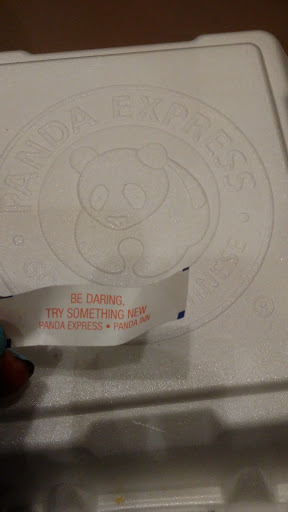 PANDA EXPRESS
BE DARING,
TRY SOMETHING NEW
PANDA EXPRESS • PANDA INN